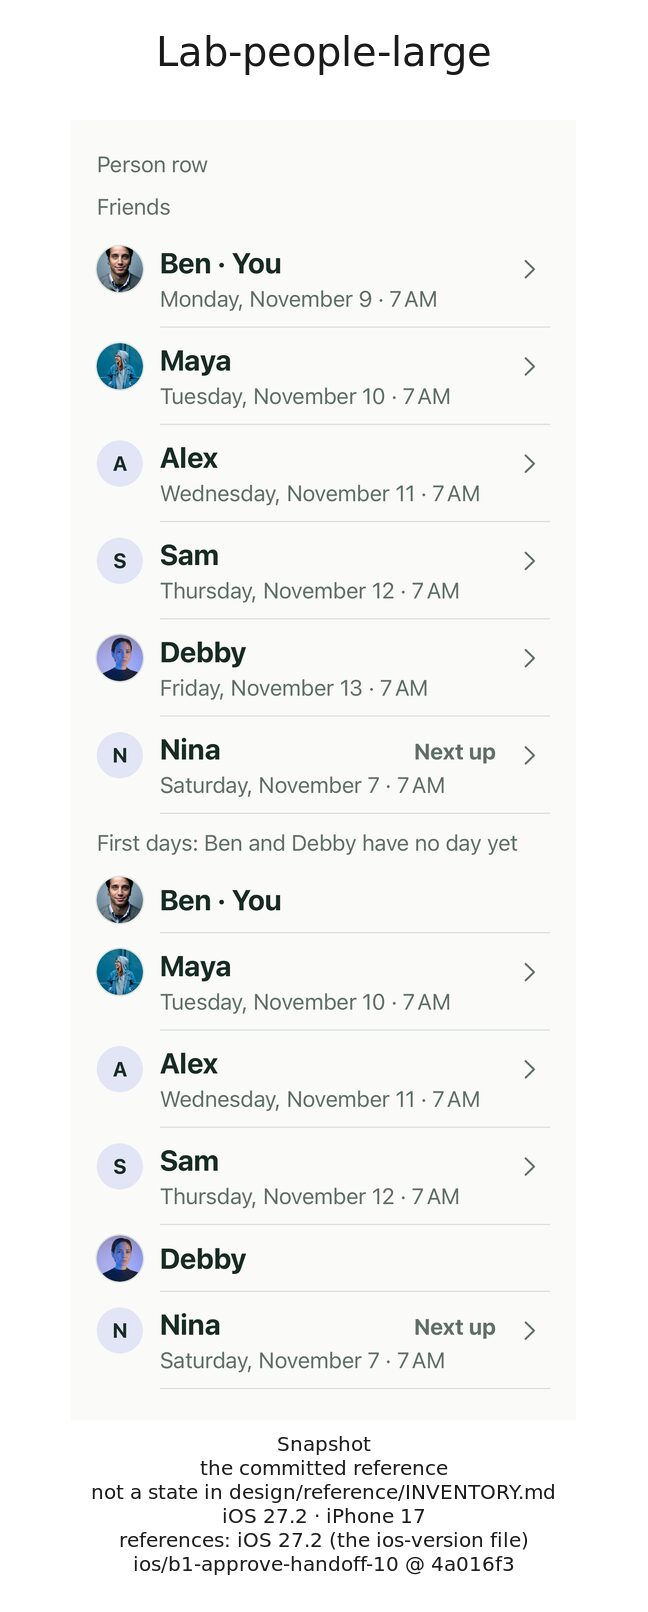 Lab-people-large
Person row
Friends
Ben · You
Monday, November 9 · 7 AM
Maya
Tuesday, November 10 · 7 AM
A
Alex
Wednesday, November 11 · 7 AM
S
Sam
Thursday, November 12 · 7 AM
Debby
Friday, November 13 · 7 AM
N
Nina
Next up
Saturday, November 7 · 7 AM
First days: Ben and Debby have no day yet
Ben · You
Maya
Tuesday, November 10 · 7 AM
A
Alex
Wednesday, November 11 · 7 AM
S
Sam
Thursday, November 12 · 7 AM
Debby
N
Nina
Next up
Saturday, November 7 · 7 AM
Snapshot
the committed reference
not a state in design/reference/INVENTORY.md
iOS 27.2 · iPhone 17
references: iOS 27.2 (the ios-version file)
ios/b1-approve-handoff-10 @ 4a016f3